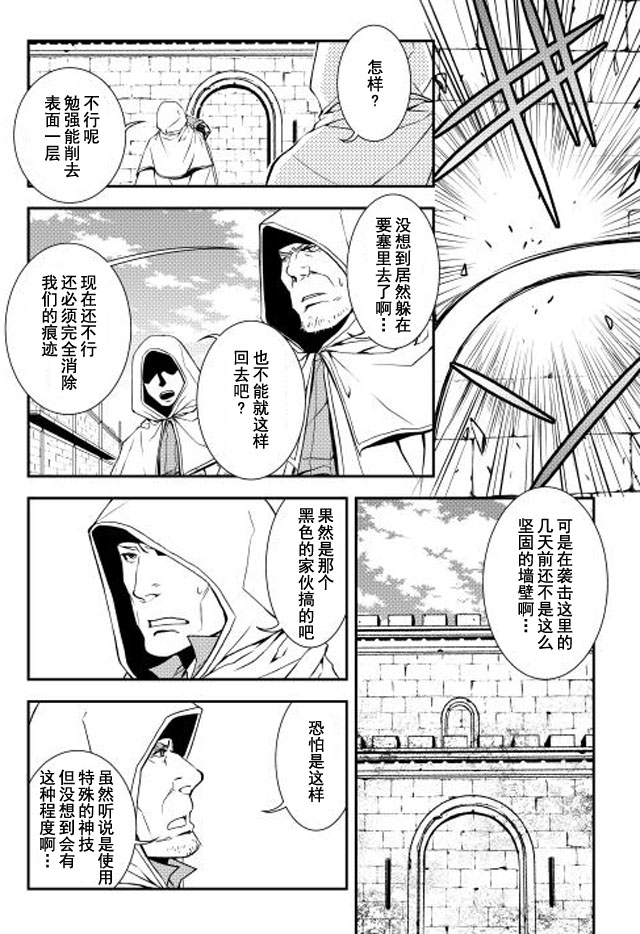 怎样？
不行呢
勉强能削去
表面一层
没想到居然躲在
要塞里去了啊…
也不能就这样
回去吧？
现在还不行
还必须完全消除
我们的痕迹
可是在袭击这里的
几天前还不是这么
坚固的墙壁啊…
果然是那个
黑色的家伙搞的吧
恐怕是这样
虽然听说是使用
特殊的神技
但没想到会有
这种程度啊…